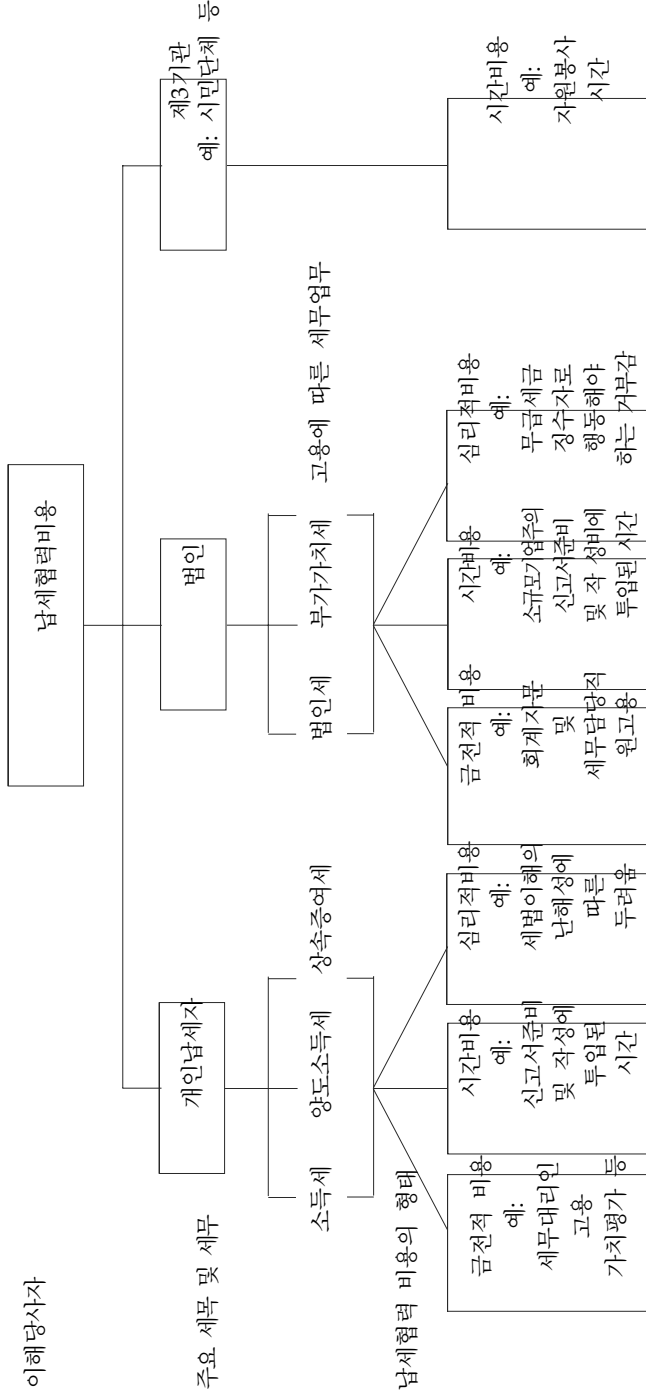 납세협력비용
이해당사자
개인납세자
법인
제3기관
예: 시민단체 등
주요 세목 및 세무
소득세 양도소득세 상속증여세
법인세 부가가치세 고용에 따른 세무업무
납세협력 비용의 형태
금전적 비용
예:
세무대리인
고용
가치평가 등
시간비용
예:
신고서준비
및 작성에
투입된
시간
심리적비용
예:
세법이해의
난해성에
따른
두려움
금전적 비용
예:
회계자문
및
세무담당직
원고용
시간비용
예:
소규모기업주의
신고서준비
및 작 성비에
투입된 시간
심리적비용
예:
무급세금
징수자로
행동해야
하는 거부감
시간비용
예:
자원봉사
시간